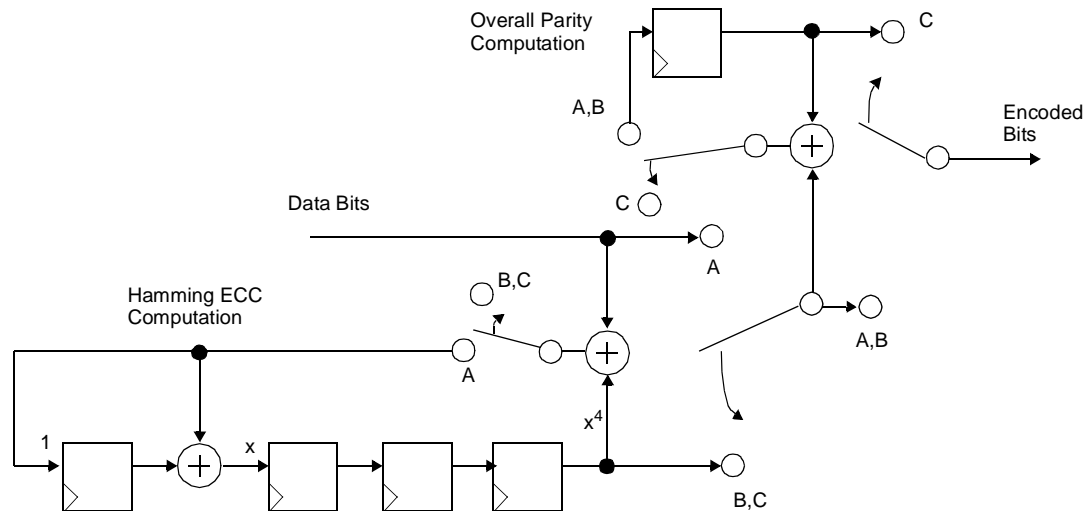 Overall Parity
Computation
C
A,B
Encoded
Bits
C
Data Bits
A
B,C
Hamming ECC
Computation
A,B
A
x⁴
1
x
B,C